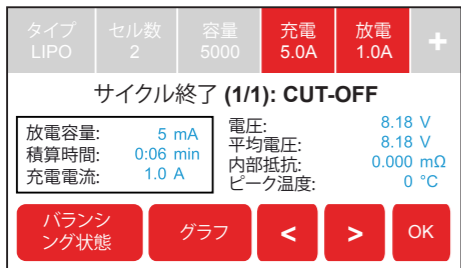 タイプ セル数 容量 充電 放電 +
LIPO 2 5000 5.0A 1.0A
サイクル終了 (1/1): CUT-OFF
放電容量: 5 mA
積算時間: 0:06 min
充電電流: 1.0 A
電圧: 8.18 V
平均電圧: 8.18 V
内部抵抗: 0.000 mΩ
ピーク温度: 0 °C
バランシ
ング状態
グラフ
<
>
OK